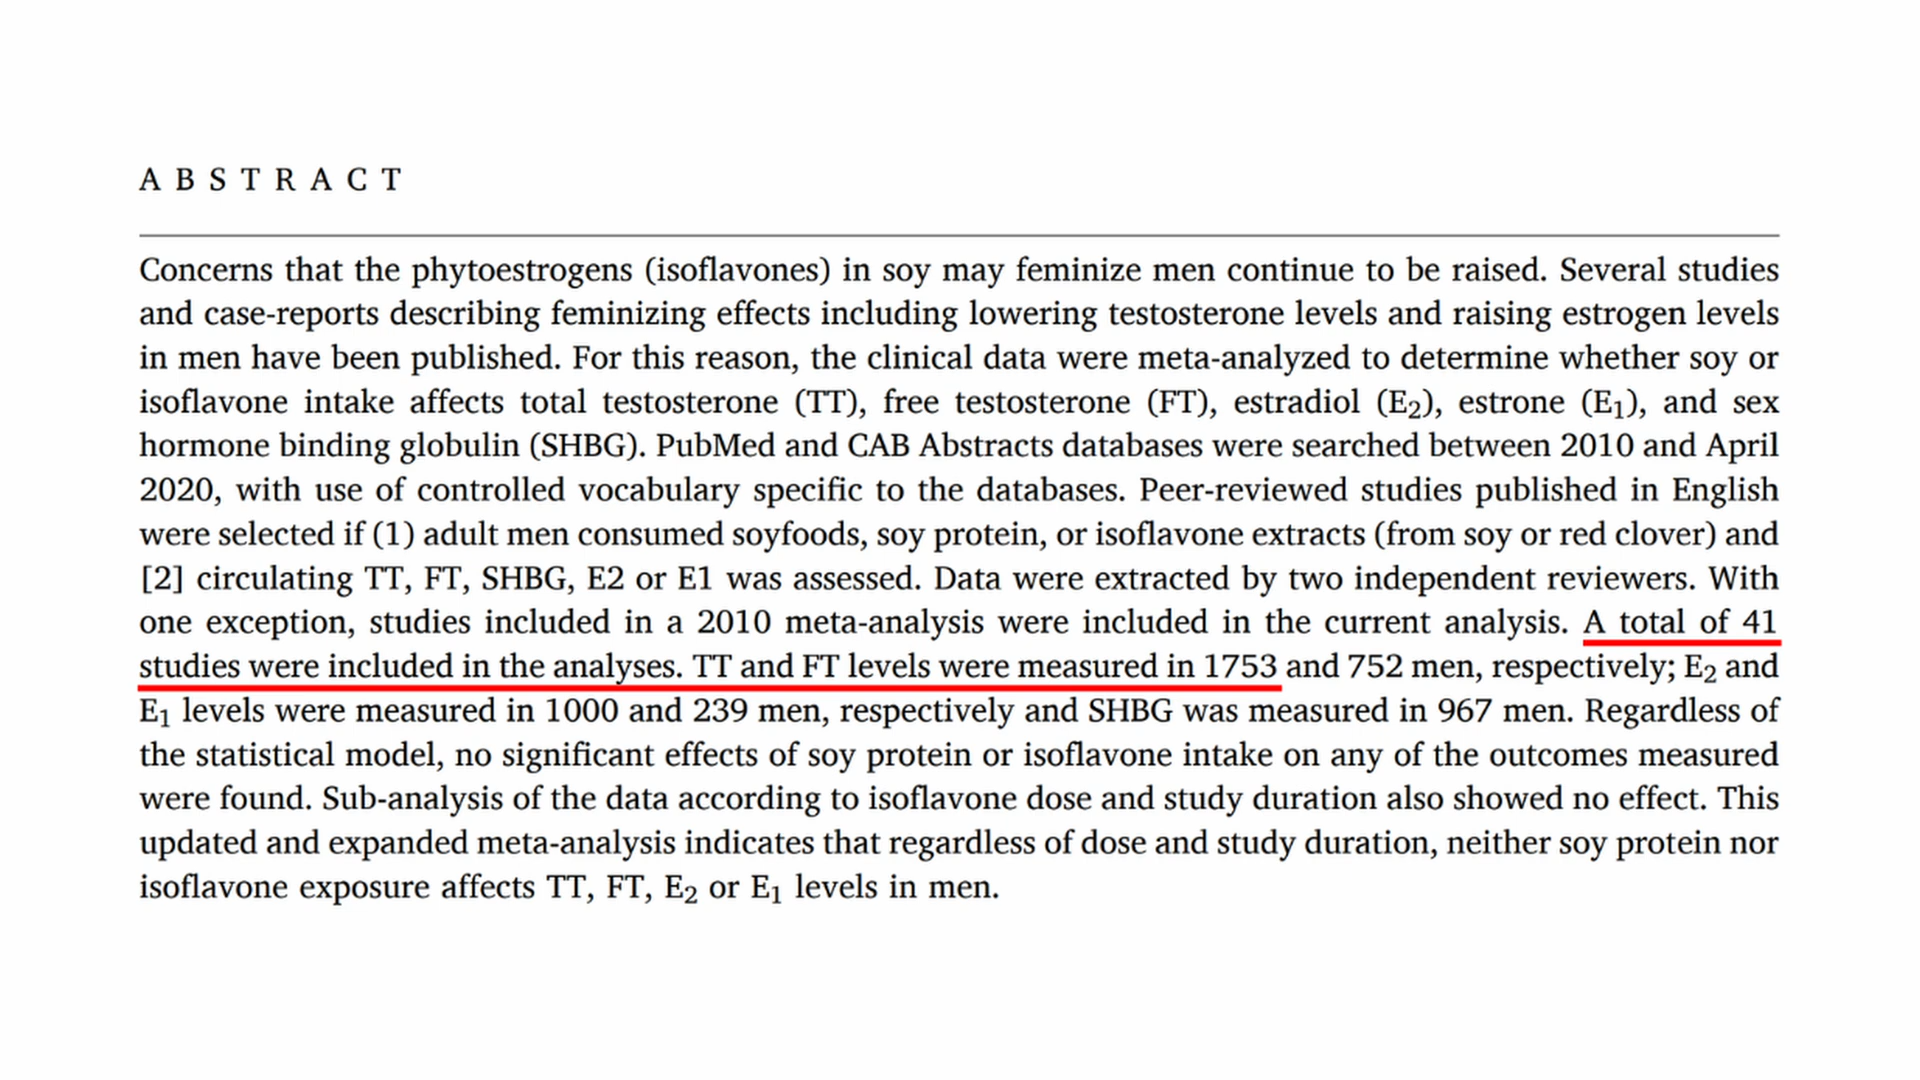 A B S T R A C T
Concerns that the phytoestrogens (isoflavones) in soy may feminize men continue to be raised. Several studies
and case-reports describing feminizing effects including lowering testosterone levels and raising estrogen levels
in men have been published. For this reason, the clinical data were meta-analyzed to determine whether soy or
isoflavone intake affects total testosterone (TT), free testosterone (FT), estradiol (E₂), estrone (E₁), and sex
hormone binding globulin (SHBG). PubMed and CAB Abstracts databases were searched between 2010 and April
2020, with use of controlled vocabulary specific to the databases. Peer-reviewed studies published in English
were selected if (1) adult men consumed soyfoods, soy protein, or isoflavone extracts (from soy or red clover) and
[2] circulating TT, FT, SHBG, E2 or E1 was assessed. Data were extracted by two independent reviewers. With
one exception, studies included in a 2010 meta-analysis were included in the current analysis. A total of 41
studies were included in the analyses. TT and FT levels were measured in 1753 and 752 men, respectively; E₂ and
E₁ levels were measured in 1000 and 239 men, respectively and SHBG was measured in 967 men. Regardless of
the statistical model, no significant effects of soy protein or isoflavone intake on any of the outcomes measured
were found. Sub-analysis of the data according to isoflavone dose and study duration also showed no effect. This
updated and expanded meta-analysis indicates that regardless of dose and study duration, neither soy protein nor
isoflavone exposure affects TT, FT, E₂ or E₁ levels in men.